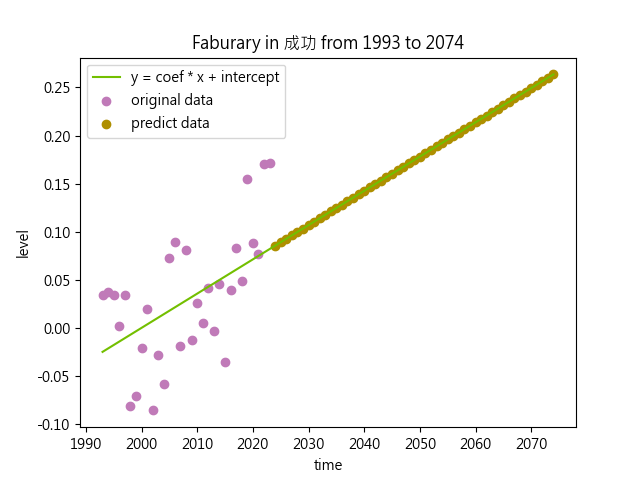 Faburary in 成功 from 1993 to 2074
y = coef * x + intercept
original data
predict data
0.25
0.20
0.15
0.10
0.05
0.00
-0.05
-0.10
level
1990
2000
2010
2020
2030
2040
2050
2060
2070
time